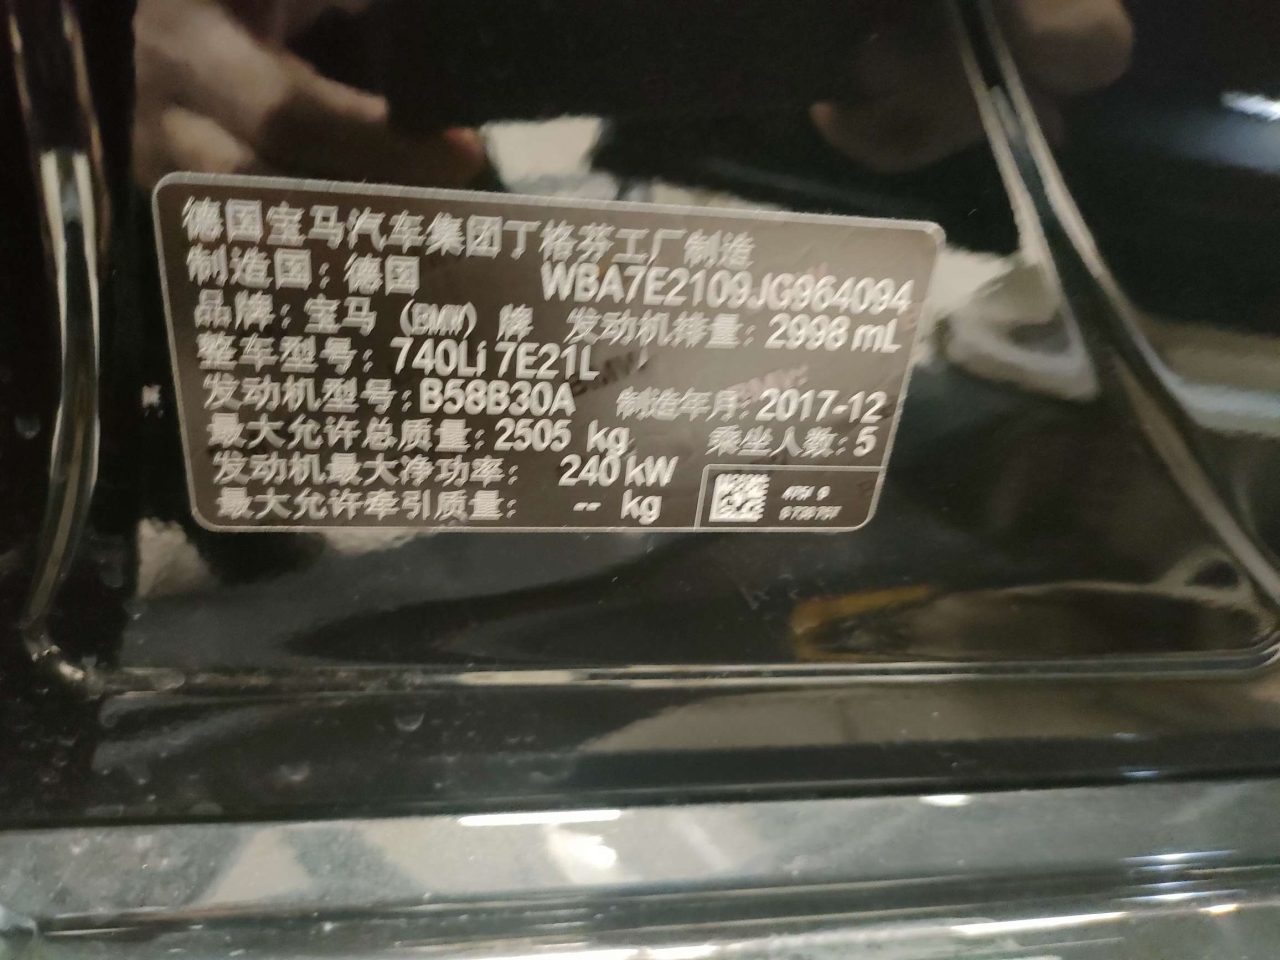 德国宝马汽车集团丁格芬工厂制造
制造国：德国 WBA7E2109JG964094
品牌：宝马（BMW）牌 发动机排量：2998 mL
整车型号：740Li 7E21L
发动机型号：B58B30A 制造年月：2017-12
最大允许总质量：2505 kg 乘坐人数：5
发动机最大净功率：240 kW
最大允许牵引质量：-- kg